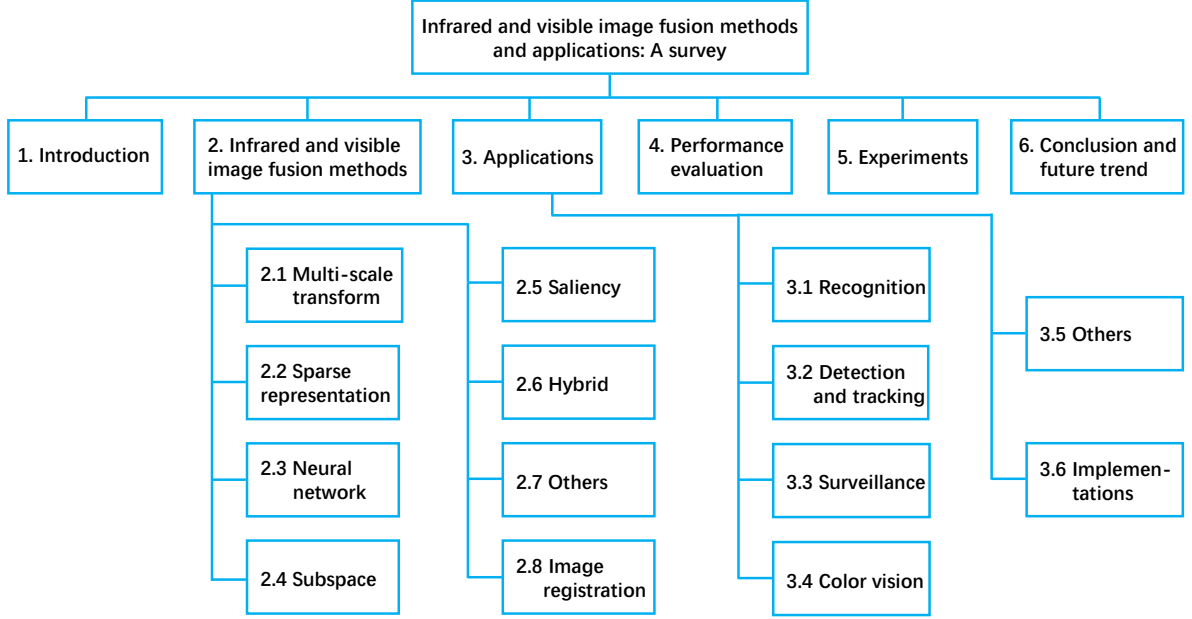 Infrared and visible image fusion methods
and applications: A survey
1. Introduction
2. Infrared and visible
image fusion methods
3. Applications
4. Performance
evaluation
5. Experiments
6. Conclusion and
future trend
2.1 Multi-scale
transform
2.2 Sparse
representation
2.3 Neural
network
2.4 Subspace
2.5 Saliency
2.6 Hybrid
2.7 Others
2.8 Image
registration
3.1 Recognition
3.2 Detection
and tracking
3.3 Surveillance
3.4 Color vision
3.5 Others
3.6 Implemen-
tations